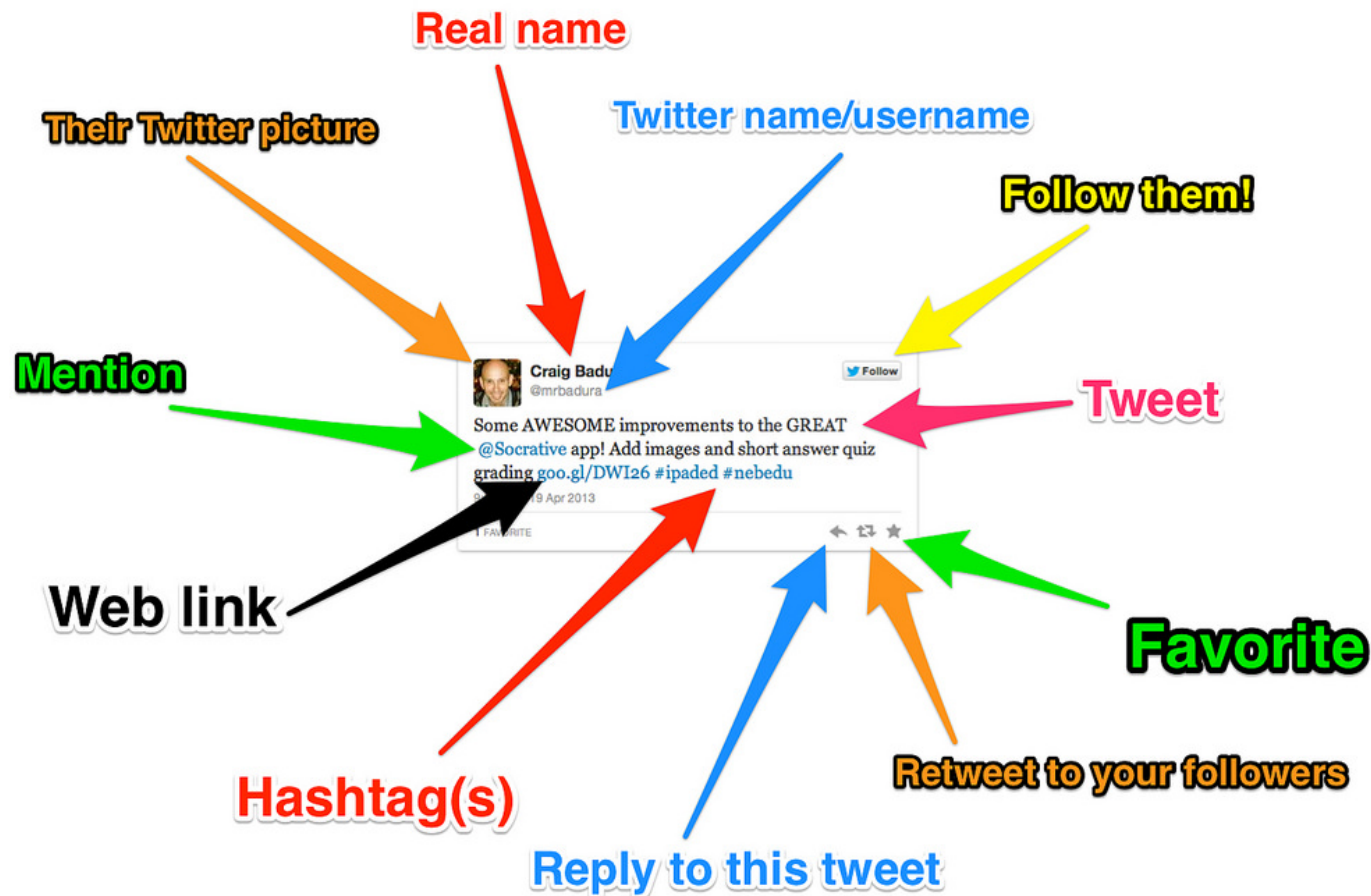 Real name
Their Twitter picture
Twitter name/username
Follow them!
Mention
Tweet
Craig Badu
@mrbadura
Follow
Some AWESOME improvements to the GREAT
@Socrative app! Add images and short answer quiz
grading goo.gl/DWI26 #ipaded #nebedu
19 Apr 2013
1 FAVORITE
Web link
Favorite
Hashtag(s)
Retweet to your followers
Reply to this tweet